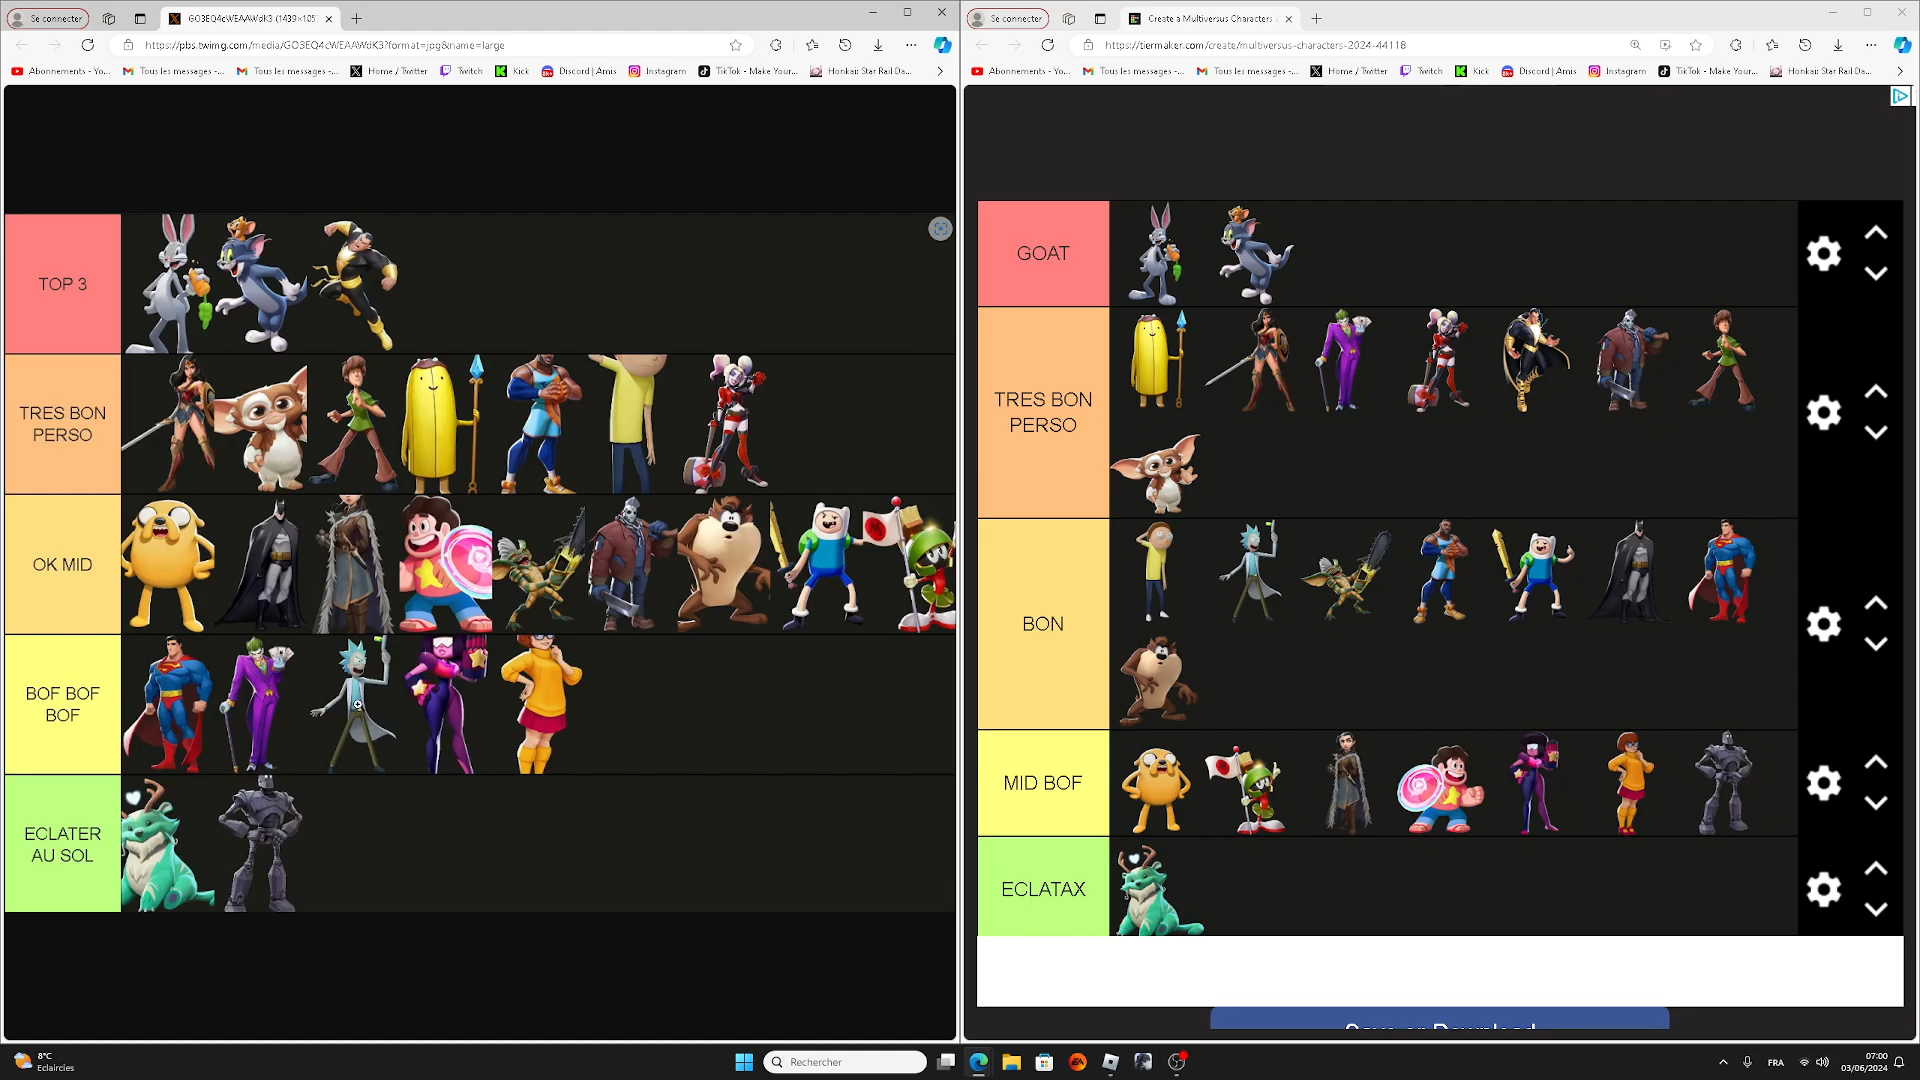 Se connecter
GO3EQ4cWEAAWdK3 (1439×105
https://pbs.twimg.com/media/GO3EQ4cWEAAWdK3?format=jpg&name=large
Abonnements - Yo...
Tous les messages -...
Tous les messages -...
Home / Twitter
Twitch
Kick
Discord | Amis
Instagram
TikTok - Make Your...
Honkai: Star Rail Da...
TOP 3
TRES BON
PERSO
OK MID
BOF BOF
BOF
ECLATER
AU SOL
Se connecter
Create a Multiversus Characters
https://tiermaker.com/create/multiversus-characters-2024-44118
Abonnements - Yo...
Tous les messages -...
Tous les messages -...
Home / Twitter
Twitch
Kick
Discord | Amis
Instagram
TikTok - Make Your...
Honkai: Star Rail Da...
GOAT
TRES BON
PERSO
BON
MID BOF
ECLATAX
Save or Download
8°C
Eclaircies
Rechercher
FRA
07:00
03/06/2024